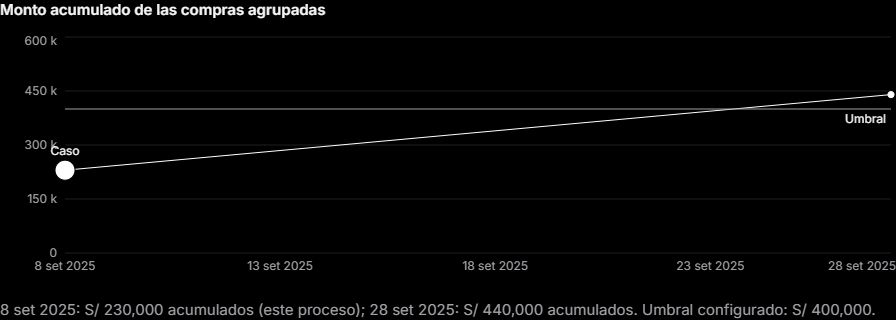 Monto acumulado de las compras agrupadas
600 k
450 k
Umbral
300 k
Caso
150 k
0
8 set 2025 13 set 2025 18 set 2025 23 set 2025 28 set 2025
8 set 2025: S/ 230,000 acumulados (este proceso); 28 set 2025: S/ 440,000 acumulados. Umbral configurado: S/ 400,000.